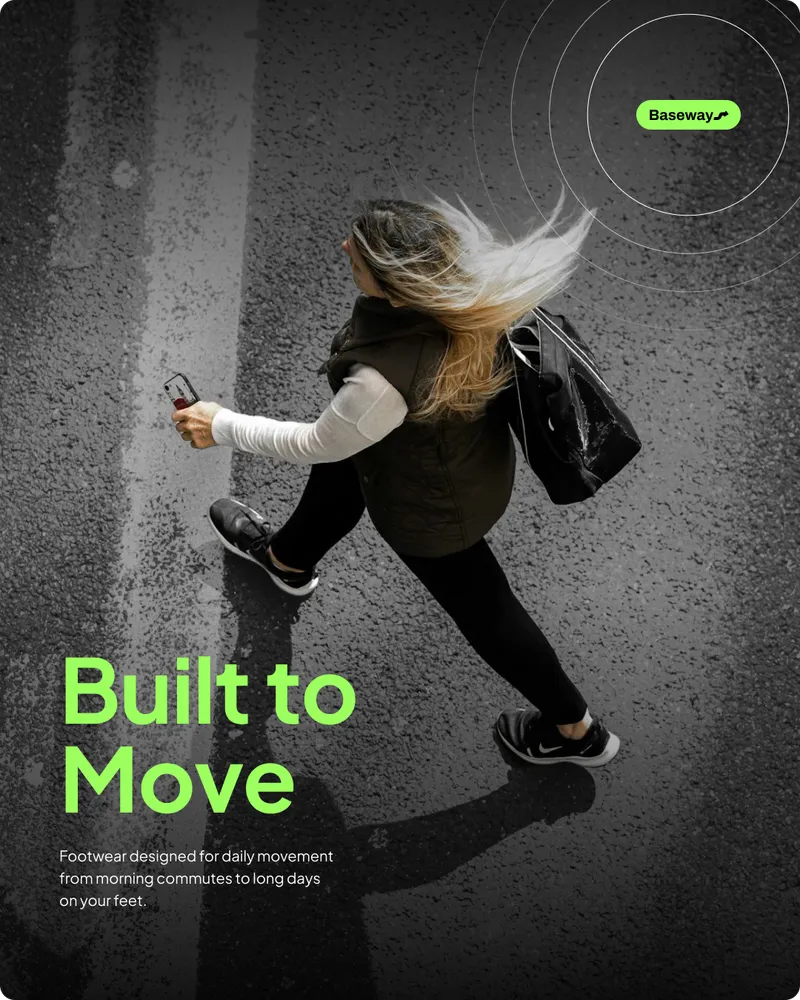 Baseway
Built to
Move
Footwear designed for daily movement
from morning commutes to long days
on your feet.